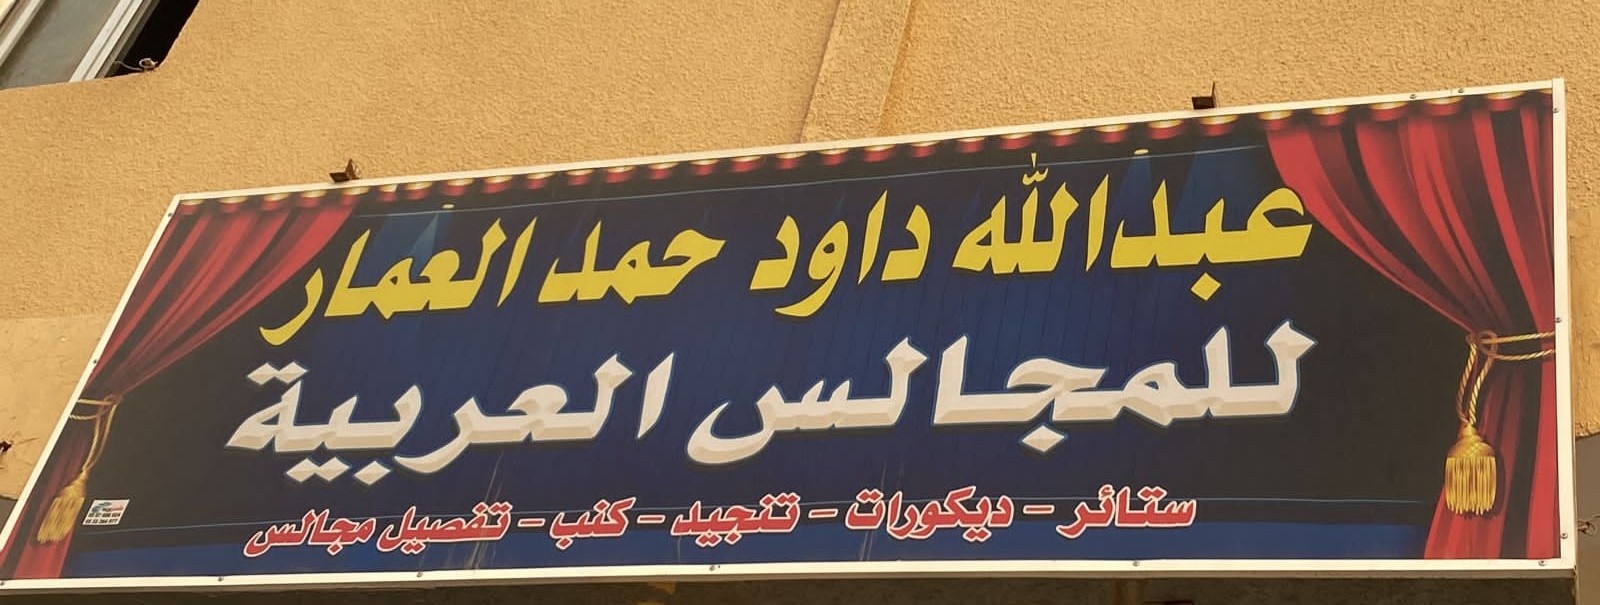 عبدالله داود حمد العمار
للمجالس العربية
ستائر - ديكورات - تنجيد - كنب - تفصيل مجالس